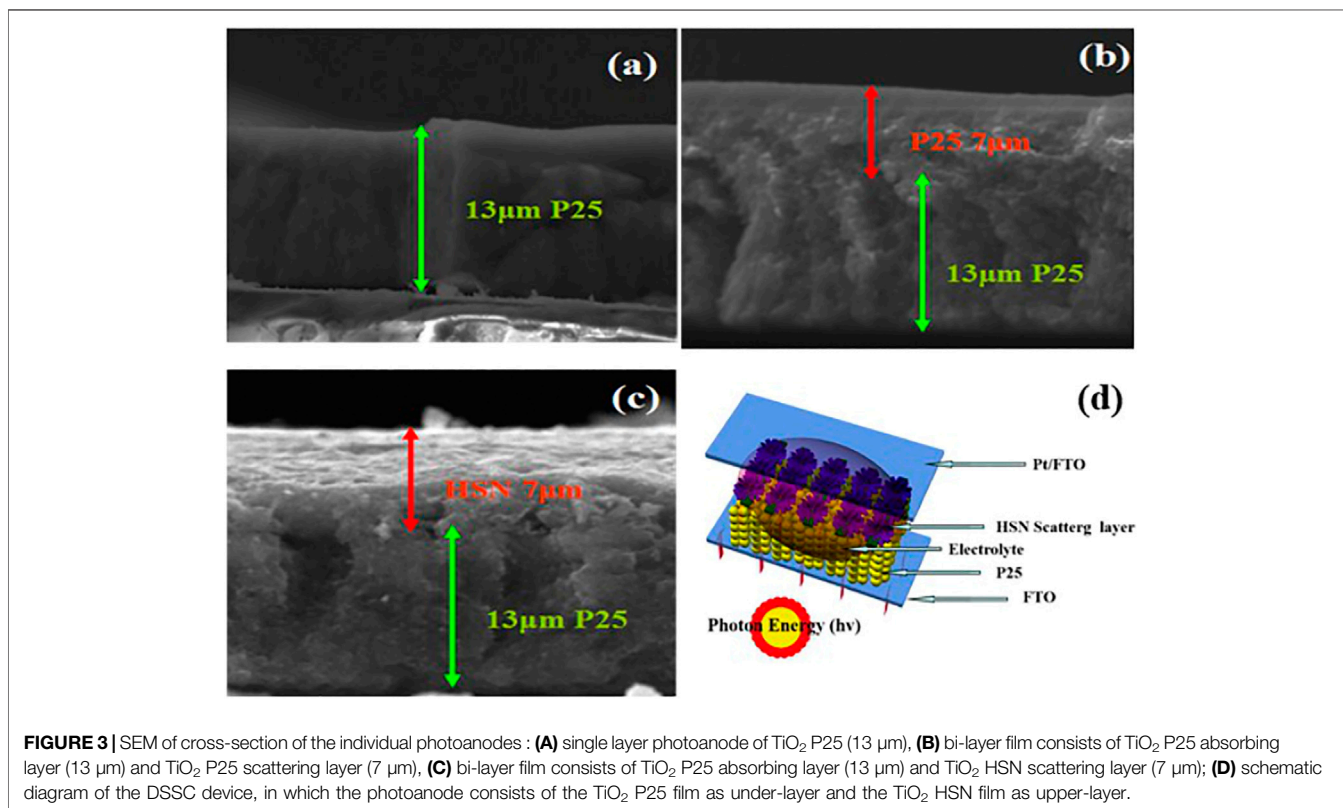 (a)
13μm P25
(b)
P25 7μm
13μm P25
(c)
HSN 7μm
13μm P25
(d)
Pt/FTO
HSN Scatterg layer
Electrolyte
P25
FTO
Photon Energy (hv)
FIGURE 3 | SEM of cross-section of the individual photoanodes : (A) single layer photoanode of TiO₂ P25 (13 μm), (B) bi-layer film consists of TiO₂ P25 absorbing
layer (13 μm) and TiO₂ P25 scattering layer (7 μm), (C) bi-layer film consists of TiO₂ P25 absorbing layer (13 μm) and TiO₂ HSN scattering layer (7 μm); (D) schematic
diagram of the DSSC device, in which the photoanode consists of the TiO₂ P25 film as under-layer and the TiO₂ HSN film as upper-layer.